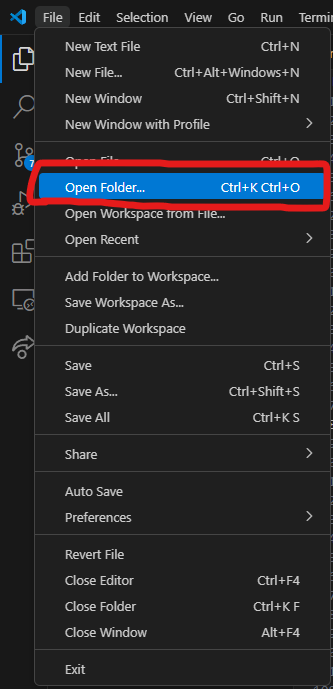 File Edit Selection View Go Run Termin
New Text File Ctrl+N
New File... Ctrl+Alt+Windows+N
New Window Ctrl+Shift+N
New Window with Profile
Open File... Ctrl+O
Open Folder... Ctrl+K Ctrl+O
Open Workspace from File...
Open Recent
Add Folder to Workspace...
Save Workspace As...
Duplicate Workspace
Save Ctrl+S
Save As... Ctrl+Shift+S
Save All Ctrl+K S
Share
Auto Save
Preferences
Revert File
Close Editor Ctrl+F4
Close Folder Ctrl+K F
Close Window Alt+F4
Exit